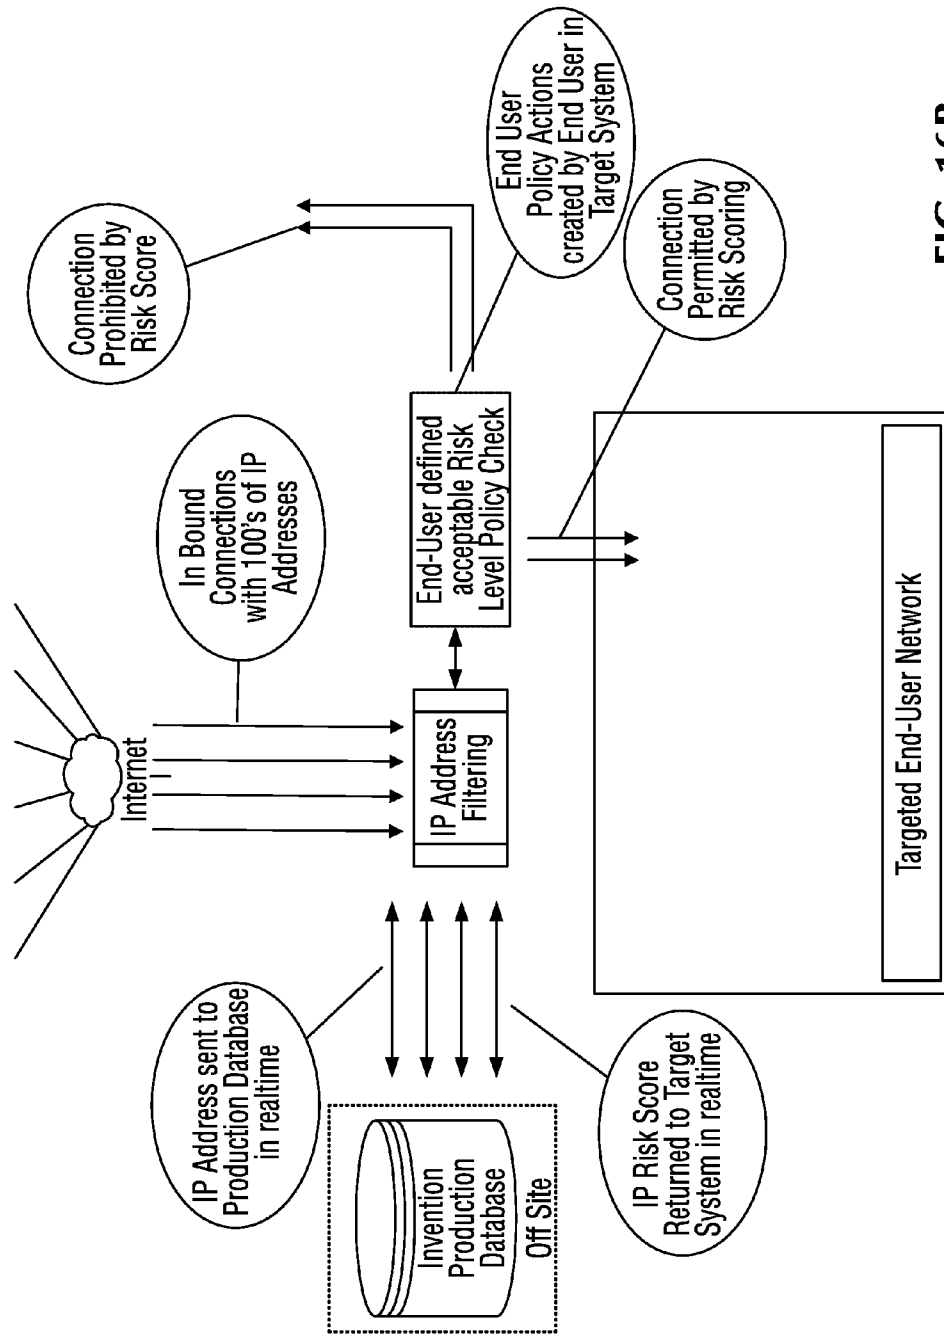 Connection
Prohibited by
Risk Score
Internet
In Bound
Connections
with 100's of IP
Addresses
IP Address sent to
Production Database
in realtime
Invention
Production
Database
Off Site
IP Address
Filtering
End-User defined
acceptable Risk
Level Policy Check
End User
Policy Actions
created by End User in
Target System
IP Risk Score
Returned to Target
System in realtime
Connection
Permitted by
Risk Scoring
Targeted End-User Network
FIG.